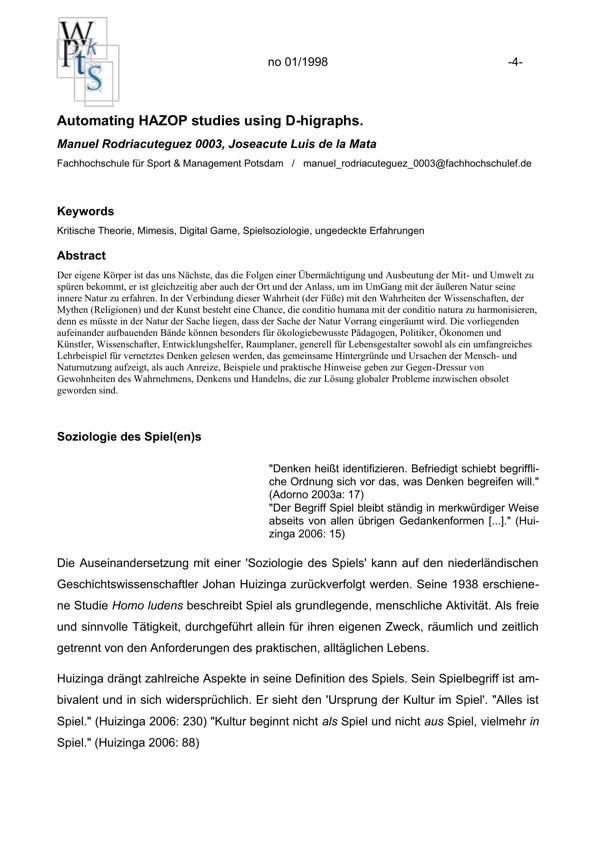 W
P k
t s
S
no 01/1998 -4-
Automating HAZOP studies using D-higraphs.
Manuel Rodriacuteguez 0003, Joseacute Luis de la Mata
Fachhochschule für Sport & Management Potsdam / manuel_rodriacuteguez_0003@fachhochschulef.de
Keywords
Kritische Theorie, Mimesis, Digital Game, Spielsoziologie, ungedeckte Erfahrungen
Abstract
Der eigene Körper ist das uns Nächste, das die Folgen einer Übermächtigung und Ausbeutung der Mit- und Umwelt zu
spüren bekommt, er ist gleichzeitig aber auch der Ort und der Anlass, um im UmGang mit der äußeren Natur seine
innere Natur zu erfahren. In der Verbindung dieser Wahrheit (der Füße) mit den Wahrheiten der Wissenschaften, der
Mythen (Religionen) und der Kunst besteht eine Chance, die conditio humana mit der conditio natura zu harmonisieren,
denn es müsste in der Natur der Sache liegen, dass der Sache der Natur Vorrang eingeräumt wird. Die vorliegenden
aufeinander aufbauenden Bände können besonders für ökologiebewusste Pädagogen, Politiker, Ökonomen und
Künstler, Wissenschafter, Entwicklungshelfer, Raumplaner, generell für Lebensgestalter sowohl als ein umfangreiches
Lehrbeispiel für vernetztes Denken gelesen werden, das gemeinsame Hintergründe und Ursachen der Mensch- und
Naturnutzung aufzeigt, als auch Anreize, Beispiele und praktische Hinweise geben zur Gegen-Dressur von
Gewohnheiten des Wahrnehmens, Denkens und Handelns, die zur Lösung globaler Probleme inzwischen obsolet
geworden sind.
Soziologie des Spiel(en)s
"Denken heißt identifizieren. Befriedigt schiebt begriffli-
che Ordnung sich vor das, was Denken begreifen will."
(Adorno 2003a: 17)
"Der Begriff Spiel bleibt ständig in merkwürdiger Weise
abseits von allen übrigen Gedankenformen [...]." (Hui-
zinga 2006: 15)
Die Auseinandersetzung mit einer 'Soziologie des Spiels' kann auf den niederländischen
Geschichtswissenschaftler Johan Huizinga zurückverfolgt werden. Seine 1938 erschiene-
ne Studie Homo ludens beschreibt Spiel als grundlegende, menschliche Aktivität. Als freie
und sinnvolle Tätigkeit, durchgeführt allein für ihren eigenen Zweck, räumlich und zeitlich
getrennt von den Anforderungen des praktischen, alltäglichen Lebens.
Huizinga drängt zahlreiche Aspekte in seine Definition des Spiels. Sein Spielbegriff ist am-
bivalent und in sich widersprüchlich. Er sieht den 'Ursprung der Kultur im Spiel'. "Alles ist
Spiel." (Huizinga 2006: 230) "Kultur beginnt nicht als Spiel und nicht aus Spiel, vielmehr in
Spiel." (Huizinga 2006: 88)